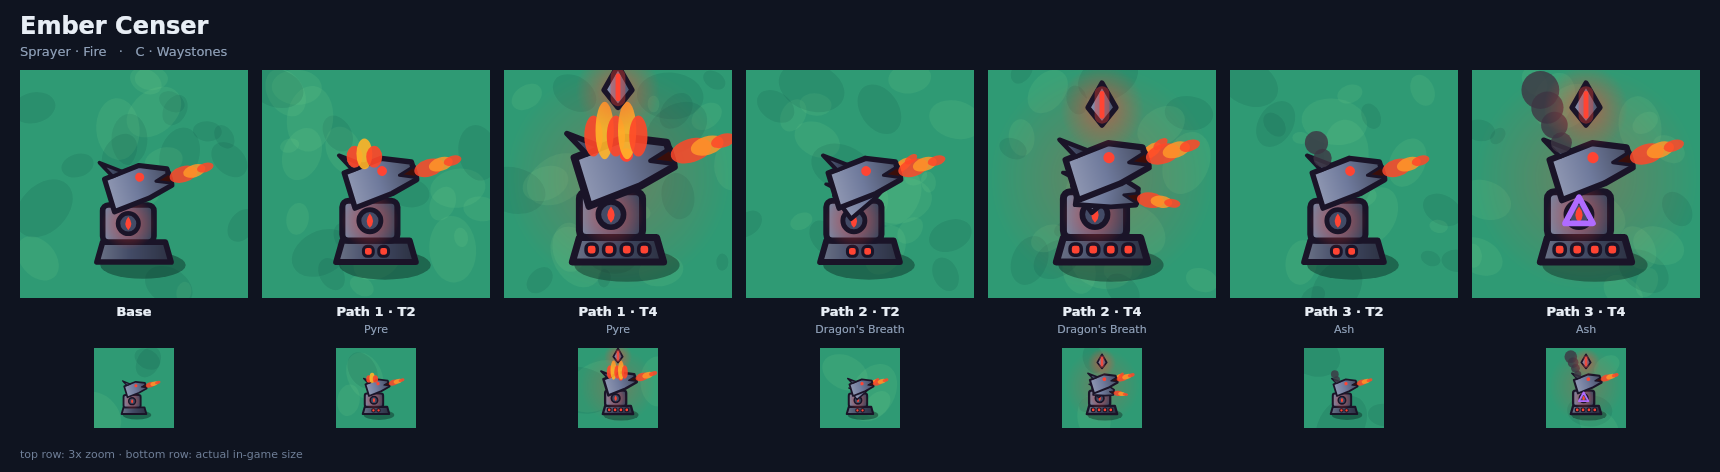 Ember Censer
Sprayer · Fire · C · Waystones
Base
Path 1 · T2
Path 1 · T4
Path 2 · T2
Path 2 · T4
Path 3 · T2
Path 3 · T4
Pyre
Pyre
Dragon's Breath
Dragon's Breath
Ash
Ash
top row: 3x zoom · bottom row: actual in-game size